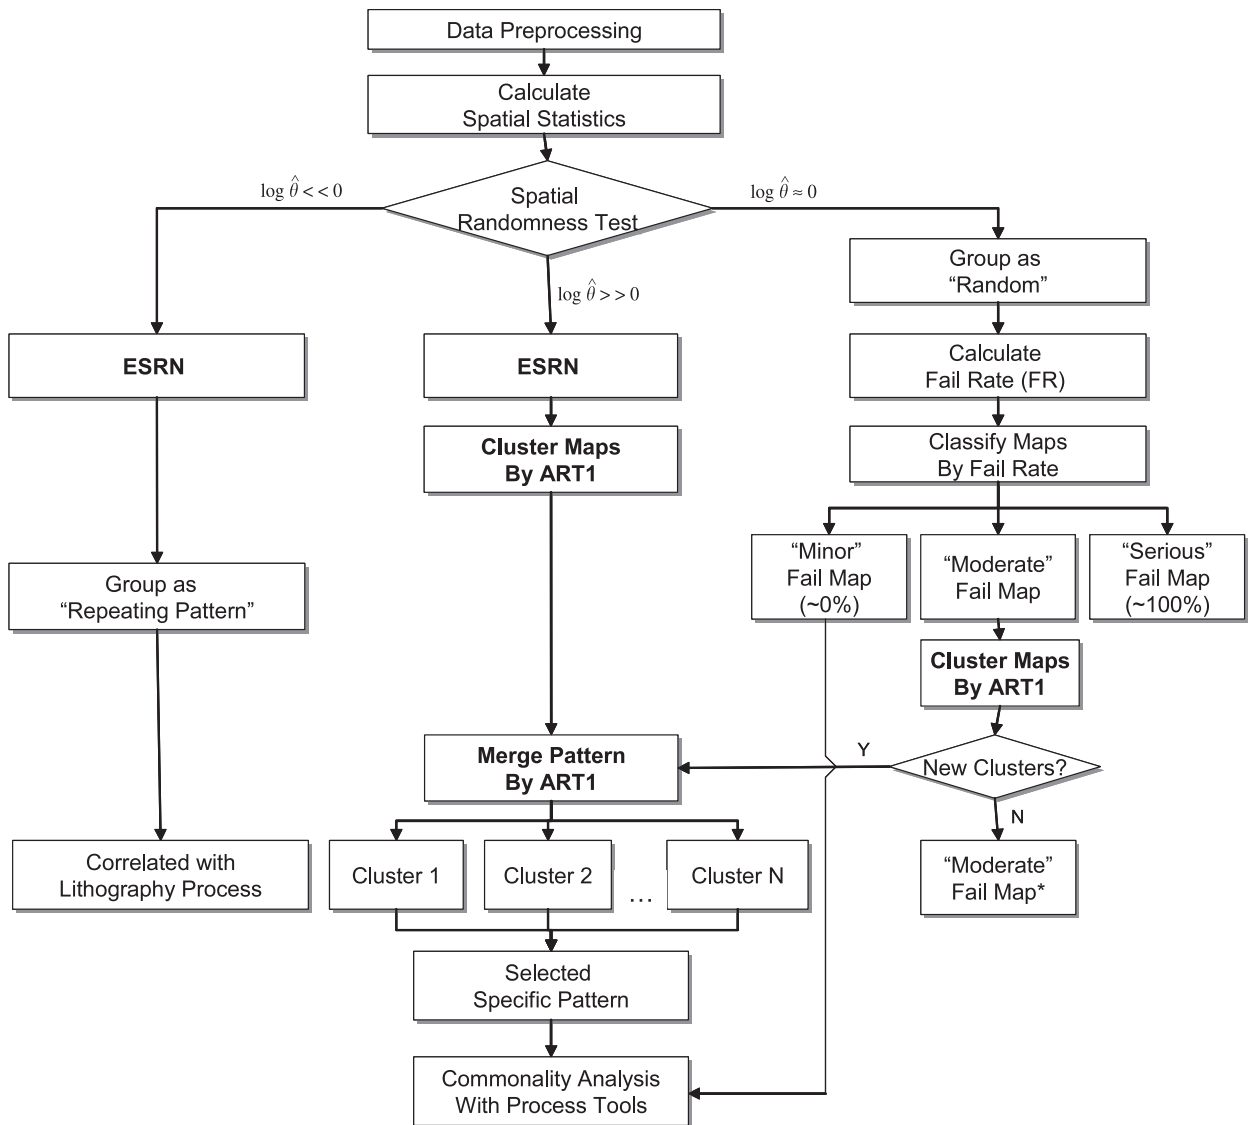 Data Preprocessing
Calculate
Spatial Statistics
log θ̂ << 0
Spatial
Randomness Test
log θ̂ ≈ 0
log θ̂ >> 0
Group as
“Random”
ESRN
ESRN
Calculate
Fail Rate (FR)
Cluster Maps
By ART1
Classify Maps
By Fail Rate
“Minor”
Fail Map
(~0%)
“Moderate”
Fail Map
“Serious”
Fail Map
(~100%)
Group as
“Repeating Pattern”
Cluster Maps
By ART1
Merge Pattern
By ART1
Y
New Clusters?
N
Correlated with
Lithography Process
Cluster 1
Cluster 2
...
Cluster N
“Moderate”
Fail Map*
Selected
Specific Pattern
Commonality Analysis
With Process Tools